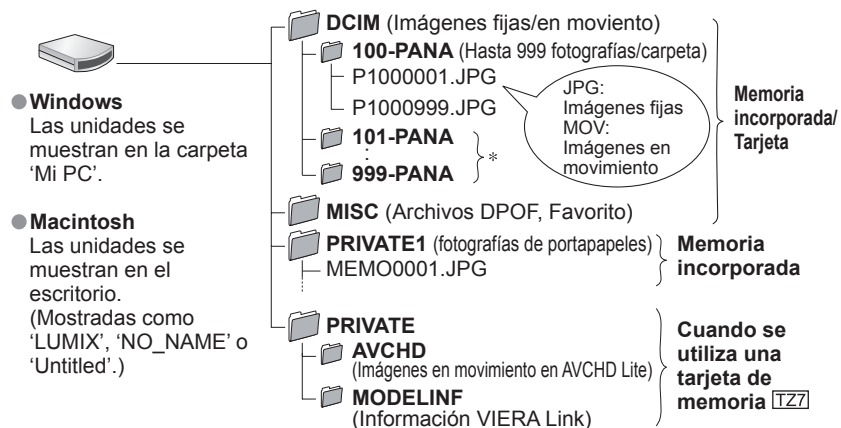 ● Windows
Las unidades se
muestran en la carpeta
‘Mi PC’.
● Macintosh
Las unidades se
muestran en el
escritorio.
(Mostradas como
‘LUMIX’, ‘NO_NAME’ o
‘Untitled’.)
DCIM (Imágenes fijas/en moviento)
100-PANA (Hasta 999 fotografías/carpeta)
P1000001.JPG
P1000999.JPG
JPG:
Imágenes fijas
MOV:
Imágenes en
movimiento
101-PANA
:
999-PANA
*
MISC (Archivos DPOF, Favorito)
Memoria
incorporada/
Tarjeta
PRIVATE1 (fotografías de portapapeles)
MEMO0001.JPG
Memoria
incorporada
PRIVATE
AVCHD
(Imágenes en movimiento en AVCHD Lite)
MODELINF
(Información VIERA Link)
Cuando se
utiliza una
tarjeta de
memoria TZ7